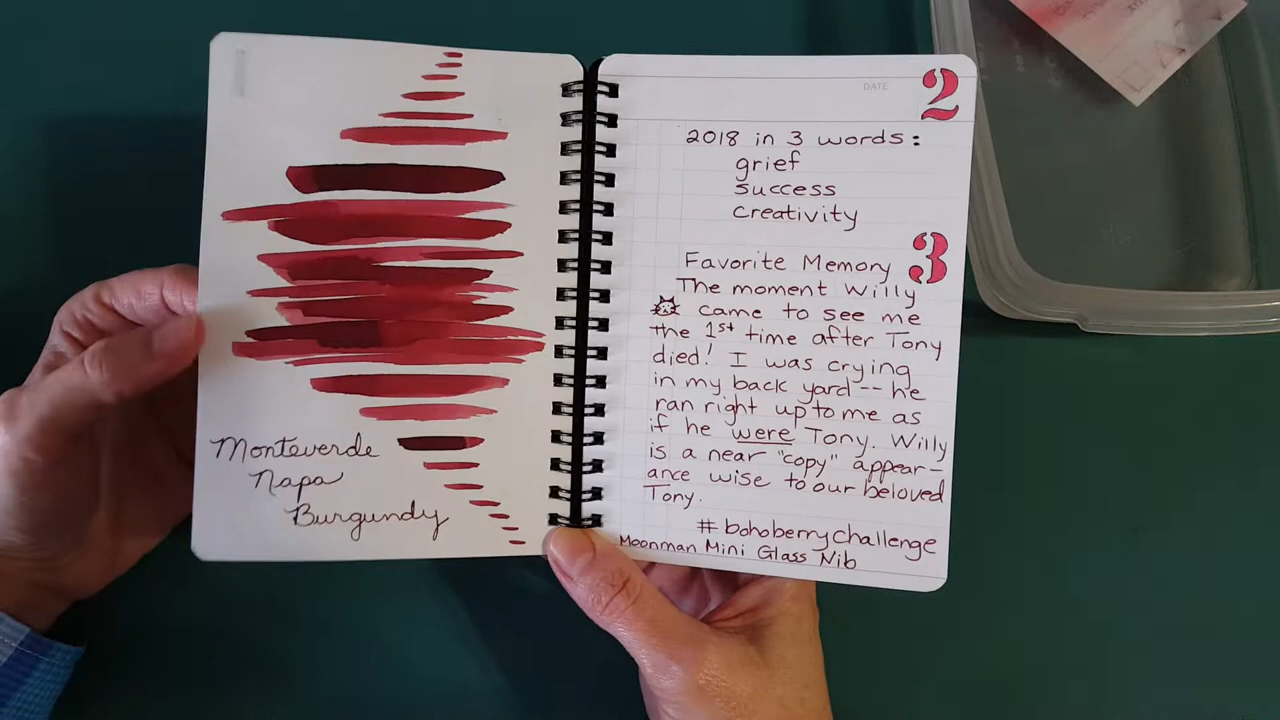 Monteverde
Napa
Burgundy
DATE
2
2018 in 3 words:
grief
success
creativity
3
Favorite Memory
The moment Willy
came to see me
the 1st time after Tony
died! I was crying
in my back yard -- he
ran right up to me as
if he were Tony. Willy
is a near "copy" appear-
ance wise to our beloved
Tony.
#bohoberrychallenge
Moonman Mini Glass Nib